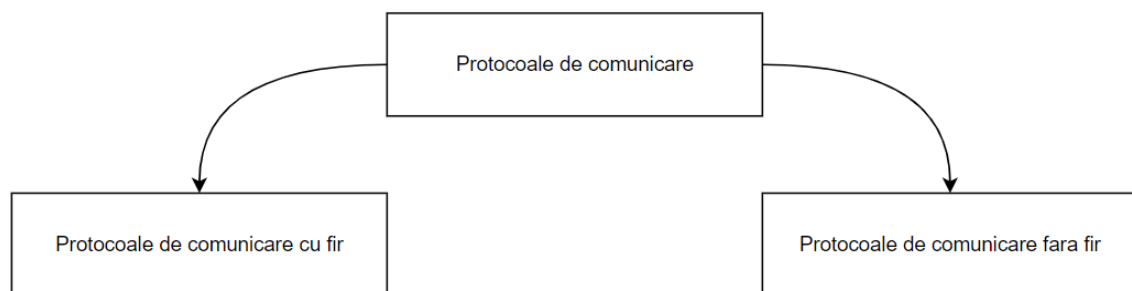 Protocoale de comunicare
Protocoale de comunicare cu fir
Protocoale de comunicare fara fir